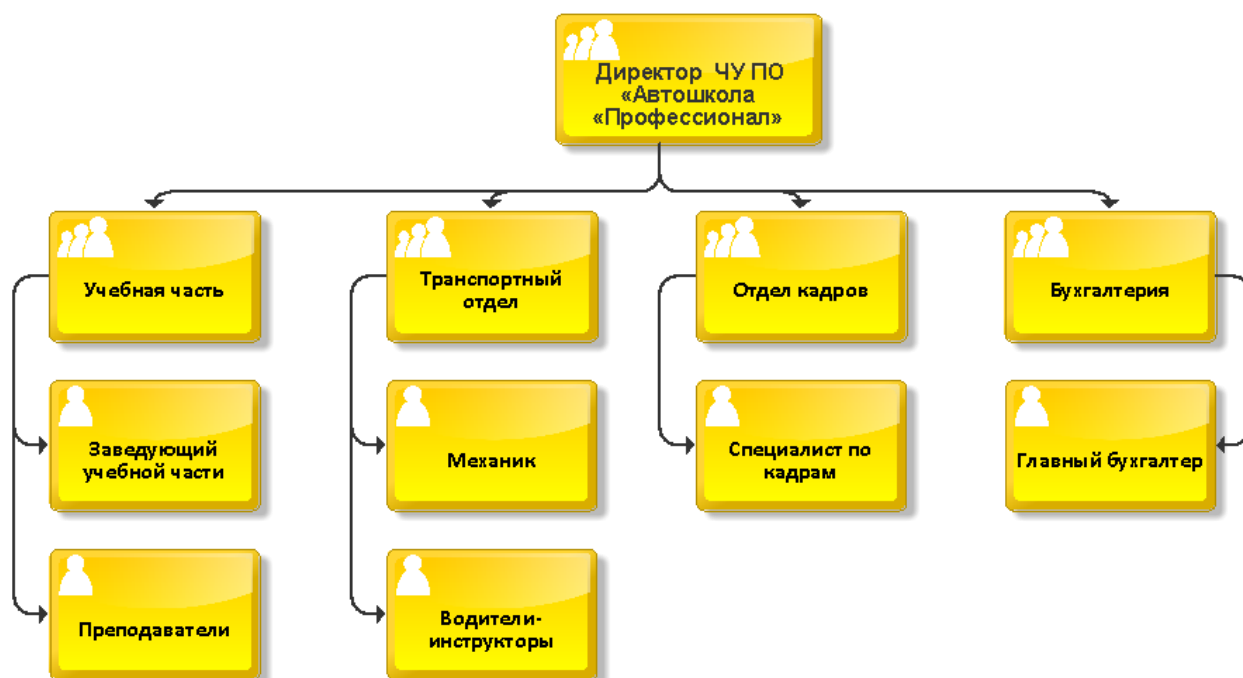 Директор ЧУ ПО
«Автошкола
«Профессионал»
Учебная часть
Транспортный
отдел
Отдел кадров
Бухгалтерия
Заведующий
учебной части
Механик
Специалист по
кадрам
Главный бухгалтер
Преподаватели
Водители-
инструкторы